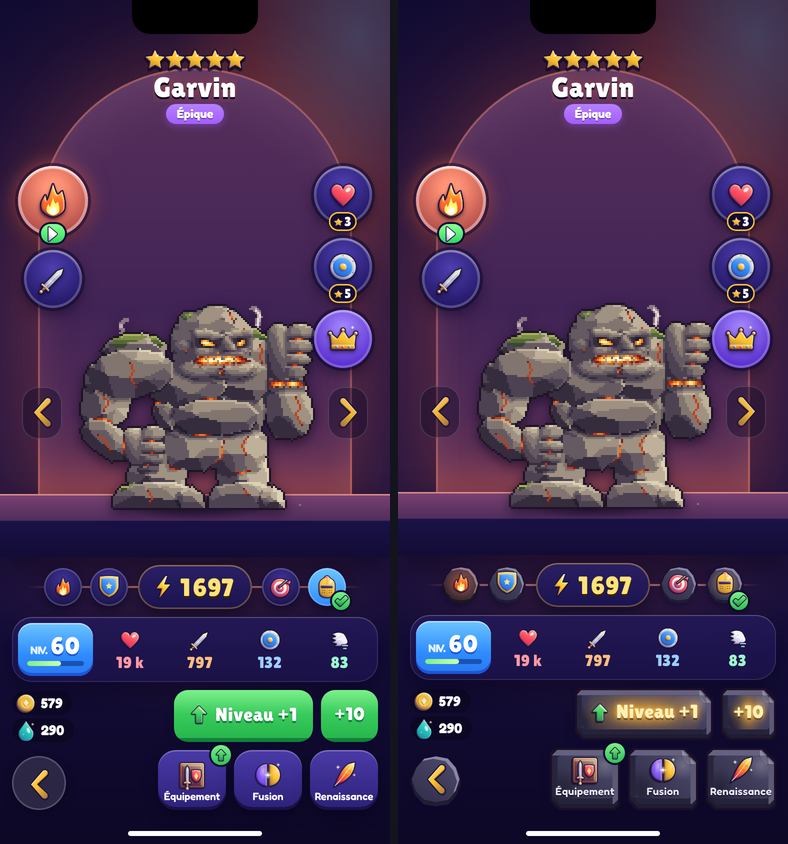 Garvin
Épique
3
5
1697
NIV. 60
19 k
797
132
83
579
290
Niveau +1
+10
Équipement
Fusion
Renaissance
Garvin
Épique
3
5
1697
NIV. 60
19 k
797
132
83
579
290
Niveau +1
+10
Équipement
Fusion
Renaissance